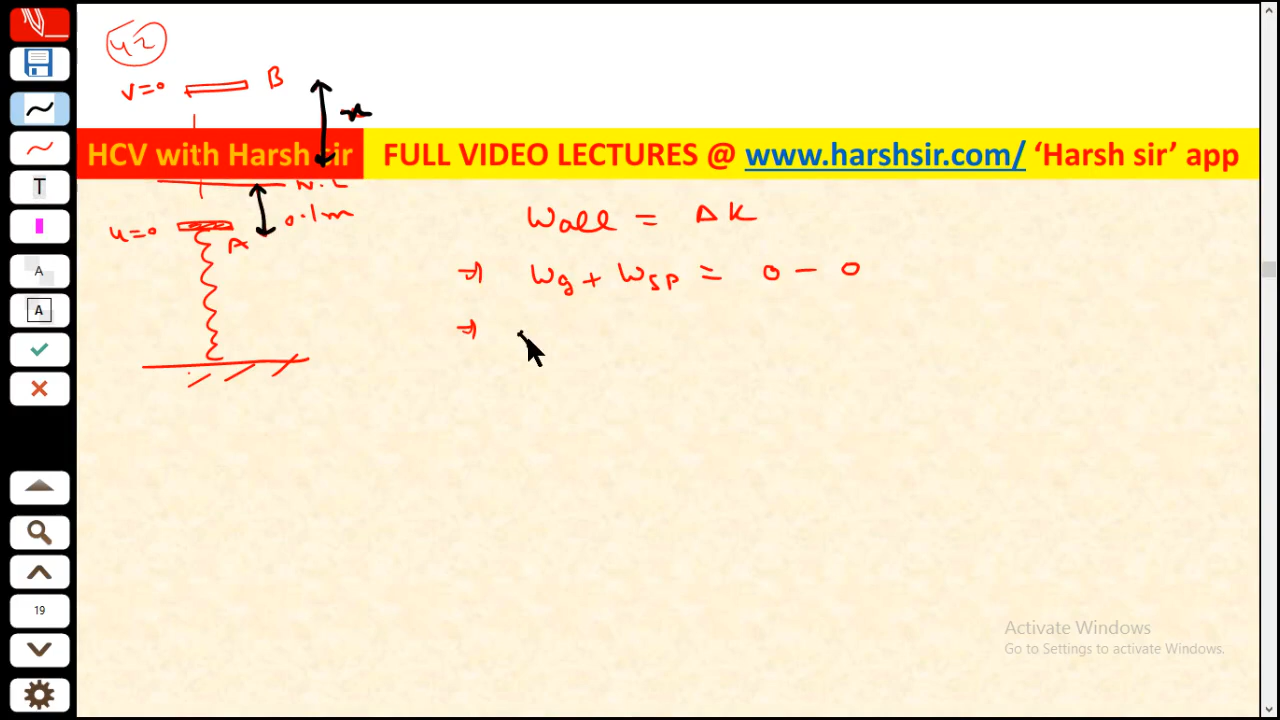 42
V=0 B
x
HCV with Harsh sir FULL VIDEO LECTURES @ www.harshsir.com/ ‘Harsh sir’ app
N.L
0.1m
u=0 A
Wall = ΔK
⇒ Wg + Wsp = 0 - 0
⇒
T
A
A
19
Activate Windows
Go to Settings to activate Windows.